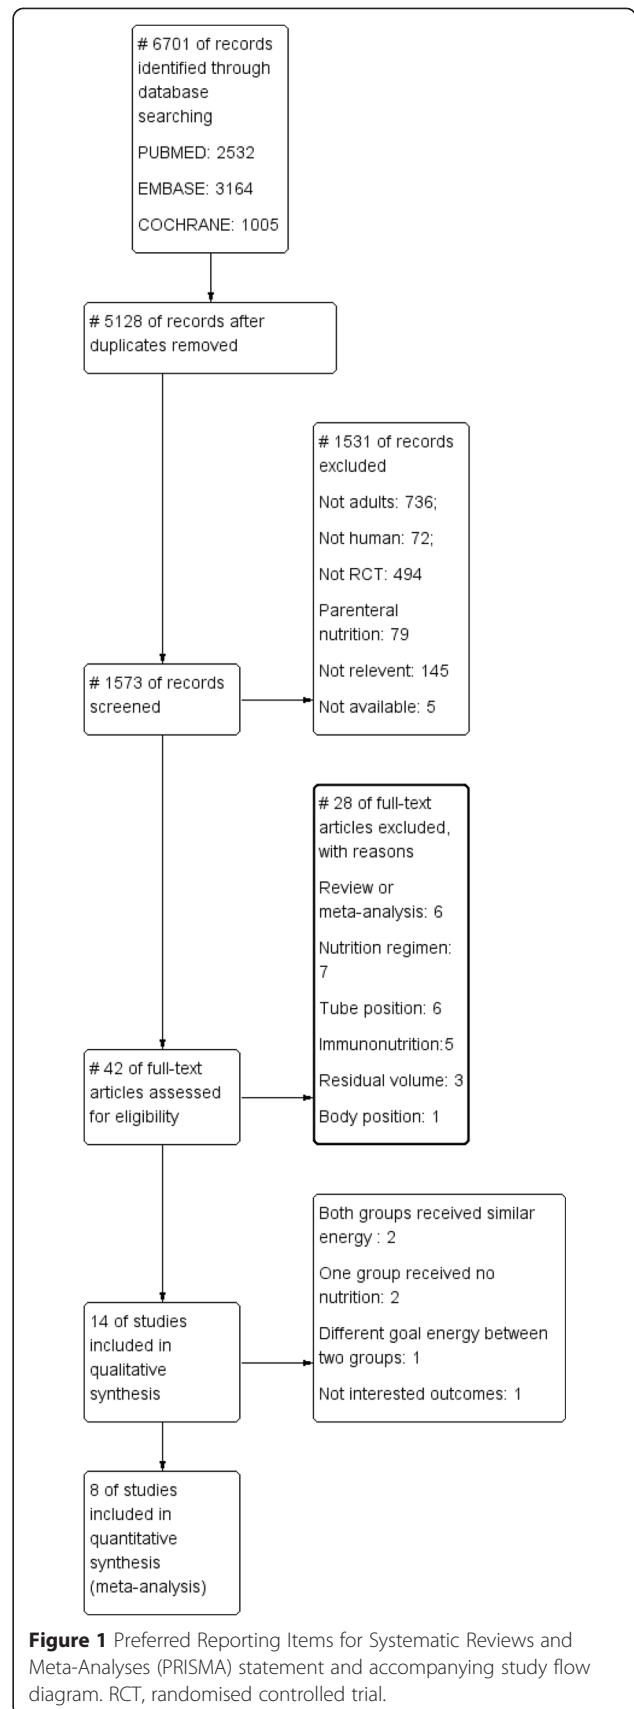 # 6701 of records
identified through
database
searching
PUBMED: 2532
EMBASE: 3164
COCHRANE: 1005
# 5128 of records after
duplicates removed
# 1531 of records
excluded
Not adults: 736;
Not human: 72;
Not RCT: 494
Parenteral
nutrition: 79
Not relevent: 145
Not available: 5
# 1573 of records
screened
# 28 of full-text
articles excluded,
with reasons
Review or
meta-analysis: 6
Nutrition regimen:
7
Tube position: 6
Immunonutrition:5
Residual volume: 3
Body position: 1
# 42 of full-text
articles assessed
for eligibility
Both groups received similar
energy : 2
One group received no
nutrition: 2
Different goal energy between
two groups: 1
Not interested outcomes: 1
14 of studies
included in
qualitative
synthesis
8 of studies
included in
quantitative
synthesis
(meta-analysis)
Figure 1 Preferred Reporting Items for Systematic Reviews and
Meta-Analyses (PRISMA) statement and accompanying study flow
diagram. RCT, randomised controlled trial.